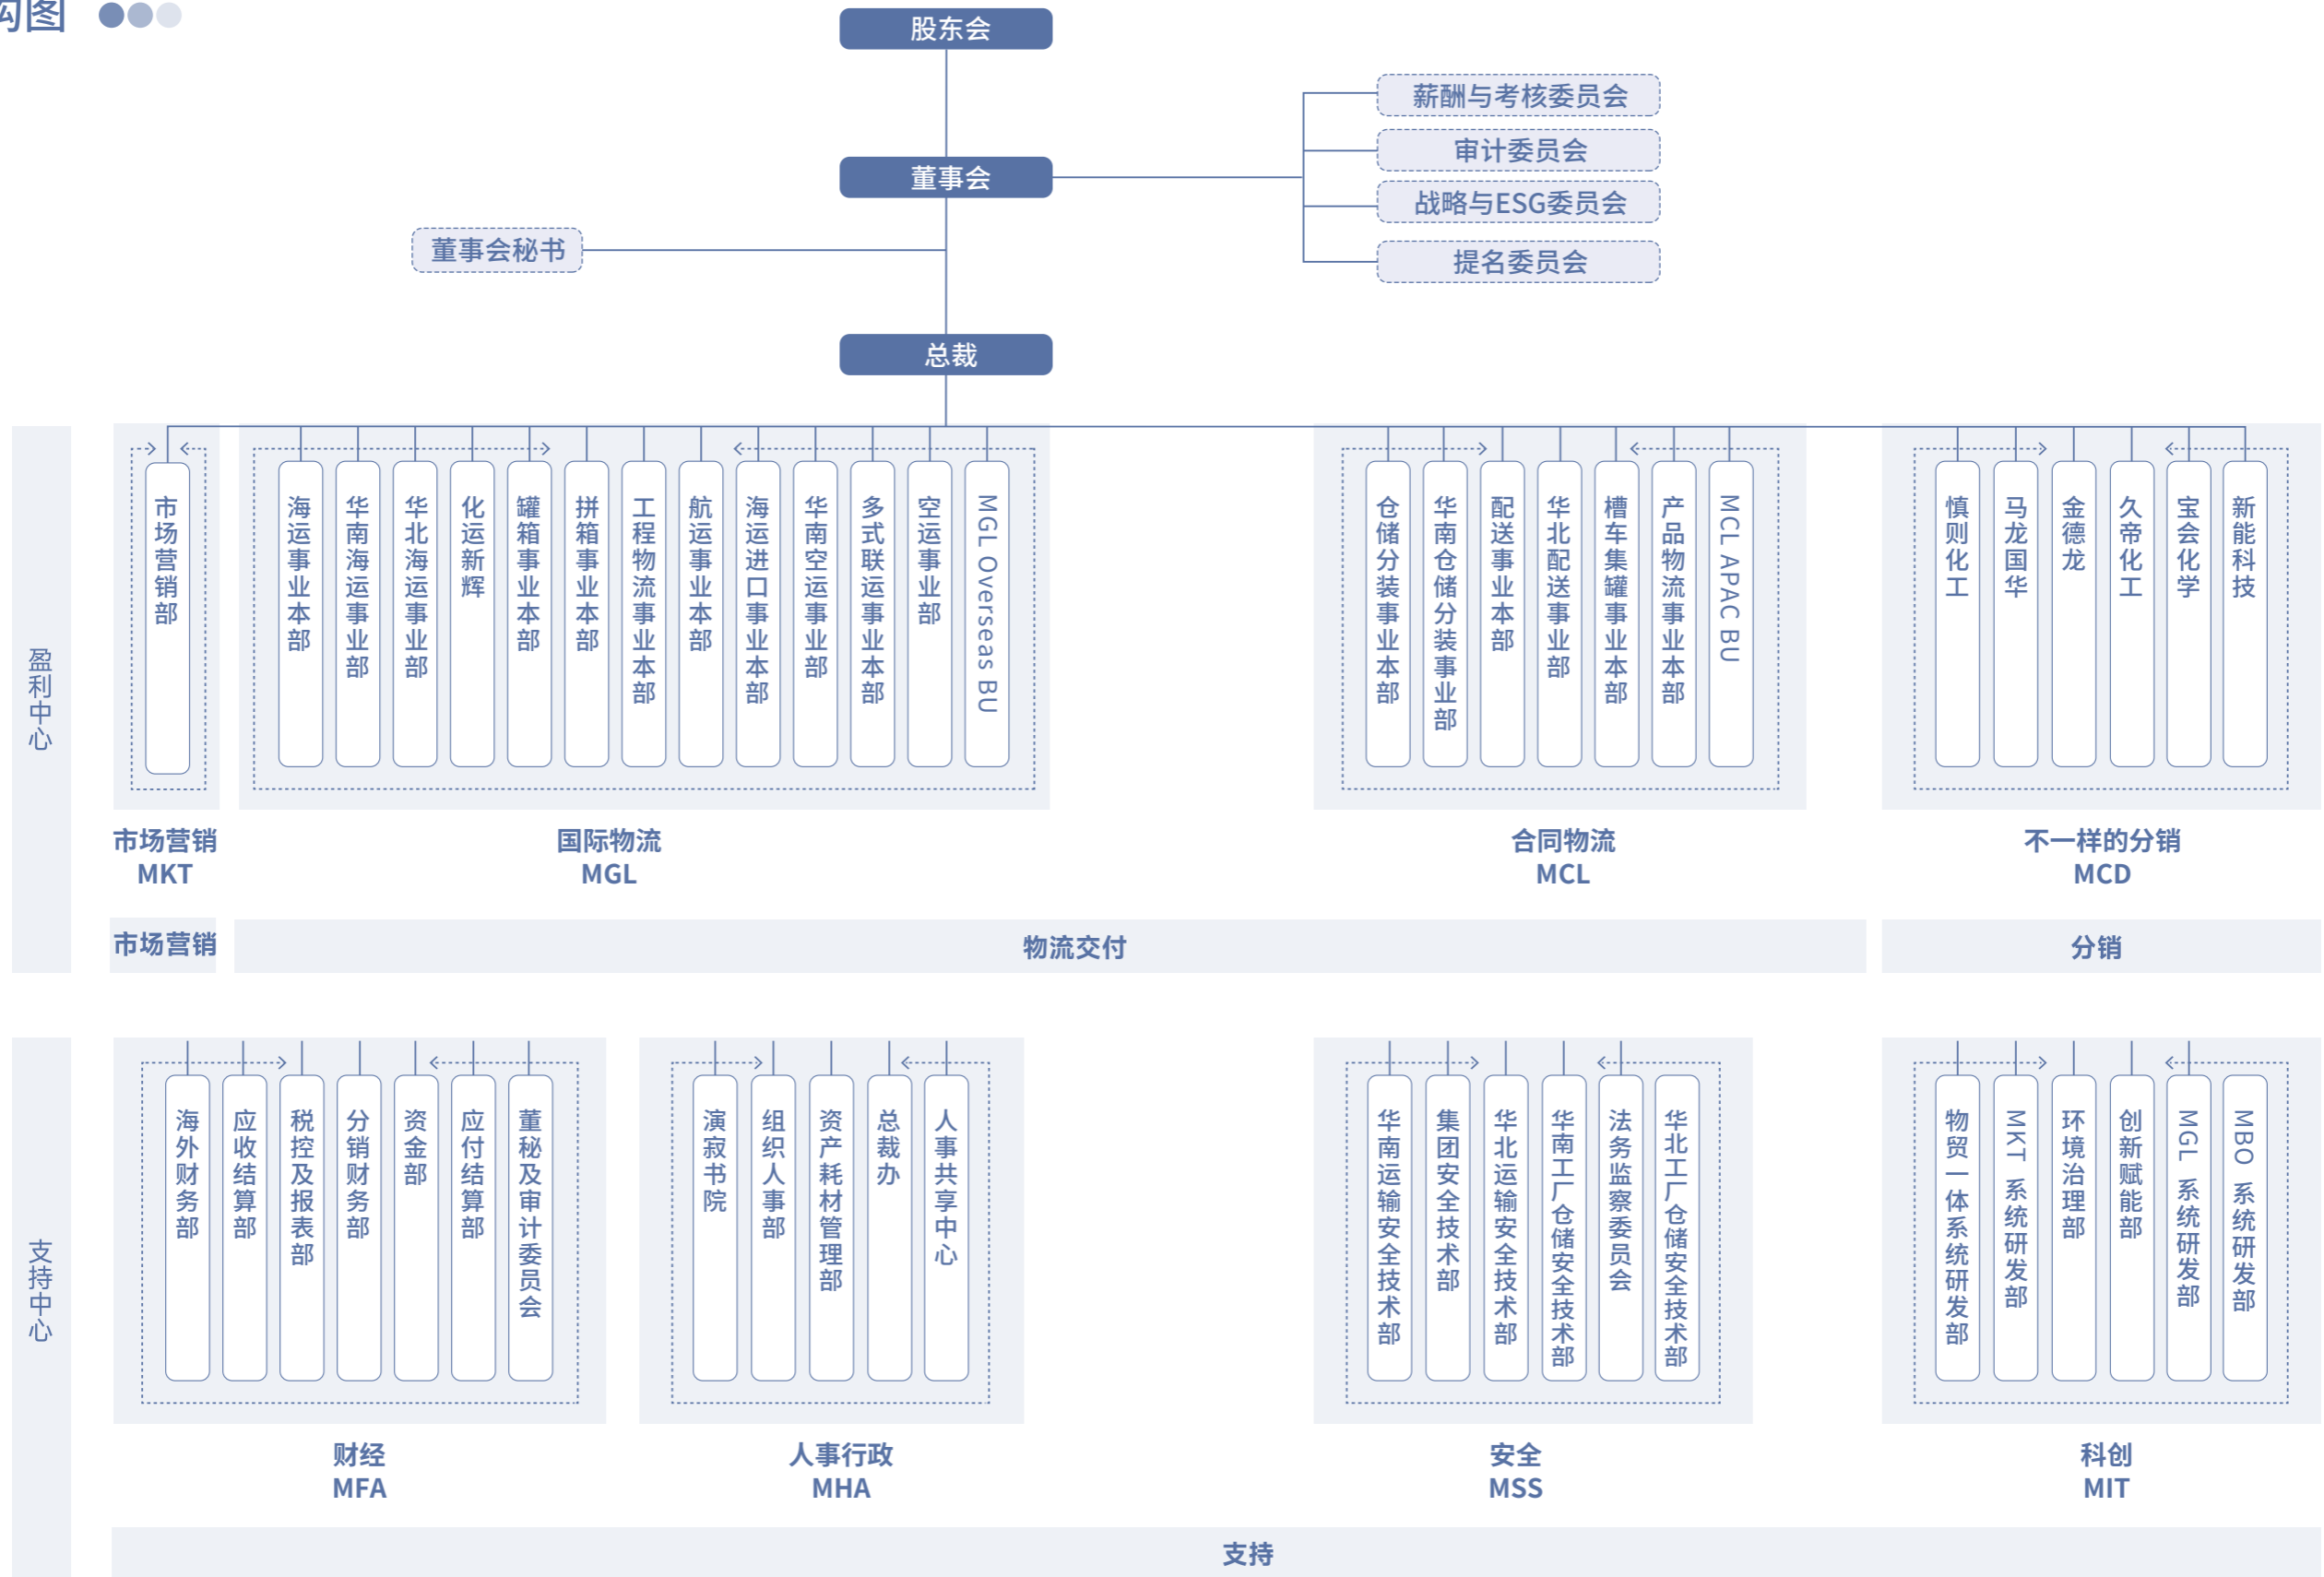 构图
股东会
薪酬与考核委员会
审计委员会
董事会
战略与ESG委员会
董事会秘书
提名委员会
总裁
盈利中心
市场营销部
海运事业本部
华南海运事业部
华北海运事业部
化运新辉
罐箱事业本部
拼箱事业本部
工程物流事业本部
航运事业本部
海运进口事业本部
华南空运事业部
多式联运事业本部
空运事业部
MGL Overseas BU
仓储分装事业本部
华南仓储分装事业部
配送事业本部
华北配送事业部
槽车集罐事业本部
产品物流事业本部
MCL APAC BU
慎则化工
马龙国华
金德龙
久帝化工
宝会化学
新能科技
市场营销
MKT
国际物流
MGL
合同物流
MCL
不一样的分销
MCD
市场营销
物流交付
分销
支持中心
海外财务部
应收结算部
税控及报表部
分销财务部
资金部
应付结算部
董秘及审计委员会
演寂书院
组织人事部
资产耗材管理部
总裁办
人事共享中心
华南运输安全技术部
集团安全技术部
华北运输安全技术部
华南工厂仓储安全技术部
法务监察委员会
华北工厂仓储安全技术部
物贸一体系统研发部
MKT 系统研发部
环境治理部
创新赋能部
MGL 系统研发部
MBO 系统研发部
财经
MFA
人事行政
MHA
安全
MSS
科创
MIT
支持